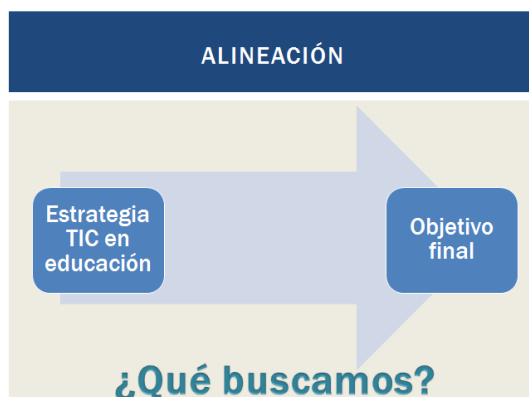 ALINEACIÓN
Estrategia
TIC en
educación
Objetivo
final
¿Qué buscamos?